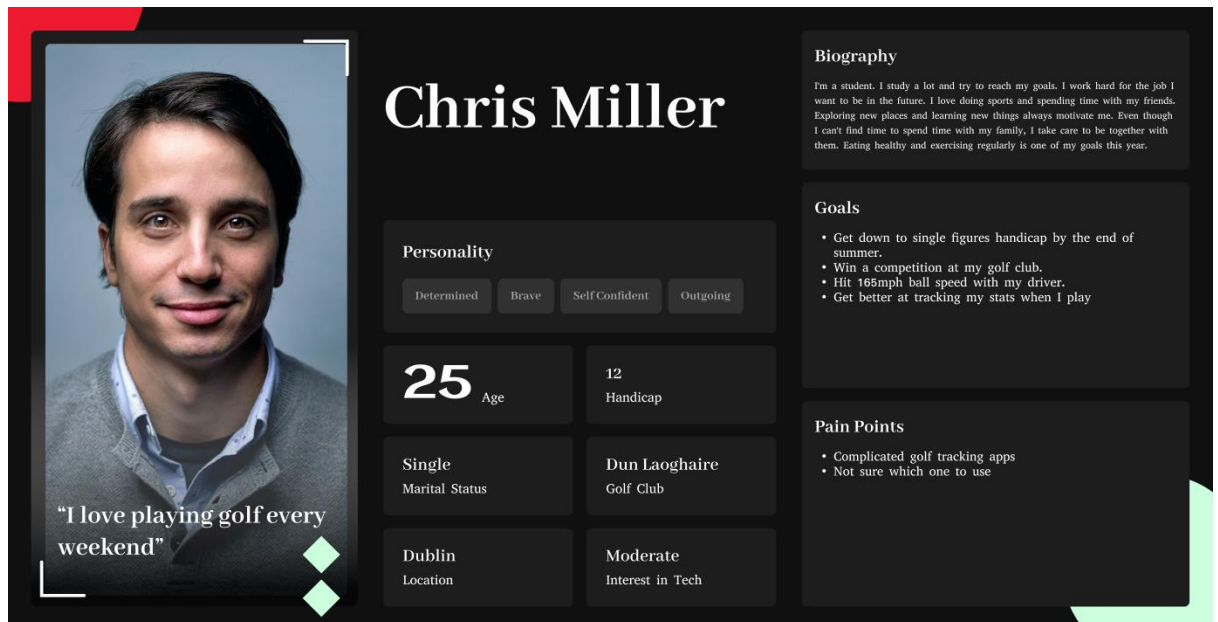 Chris Miller
“I love playing golf every
weekend”
Personality
Determined
Brave
Self Confident
Outgoing
25 Age
12
Handicap
Single
Marital Status
Dun Laoghaire
Golf Club
Dublin
Location
Moderate
Interest in Tech
Biography
I'm a student. I study a lot and try to reach my goals. I work hard for the job I
want to be in the future. I love doing sports and spending time with my friends.
Exploring new places and learning new things always motivate me. Even though
I can't find time to spend time with my family, I take care to be together with
them. Eating healthy and exercising regularly is one of my goals this year.
Goals
• Get down to single figures handicap by the end of
summer.
• Win a competition at my golf club.
• Hit 165mph ball speed with my driver.
• Get better at tracking my stats when I play
Pain Points
• Complicated golf tracking apps
• Not sure which one to use